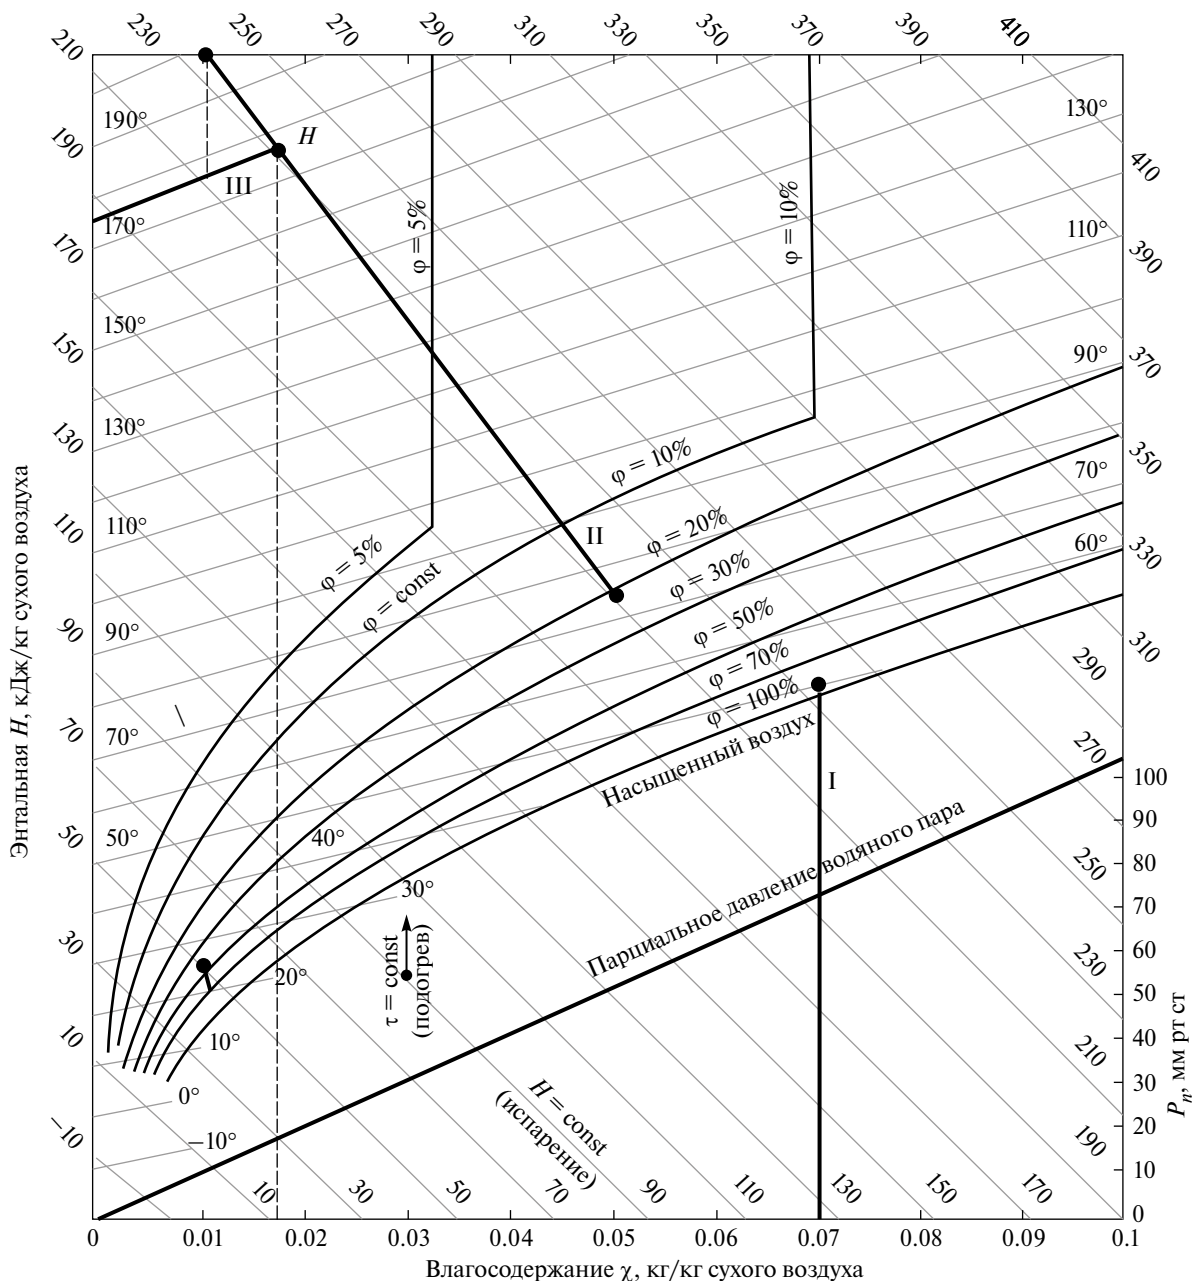 230 250 270 290 310 330 350 370 390 410
210
190
170
150
130
110
90
70
50
30
10
−10
Энтальная H, кДж/кг сухого воздуха
190°
170°
150°
130°
110°
90°
70°
50°
40°
30°
20°
10°
0°
−10°
H
III
II
I
φ = 5%
φ = 10%
130°
110°
90°
70°
60°
410
390
370
350
330
310
290
270
250
230
210
190
φ = 5%
φ = const
φ = 10%
φ = 20%
φ = 30%
φ = 50%
φ = 70%
φ = 100%
Насыщенный воздух
Парциальное давление водяного пара
τ = const
(подогрев)
H = const
(испарение)
10 30 50 70 90 110 130 150 170
100
90
80
70
60
50
40
30
20
10
0
Pn, мм рт ст
0 0.01 0.02 0.03 0.04 0.05 0.06 0.07 0.08 0.09 0.1
Влагосодержание χ, кг/кг сухого воздуха